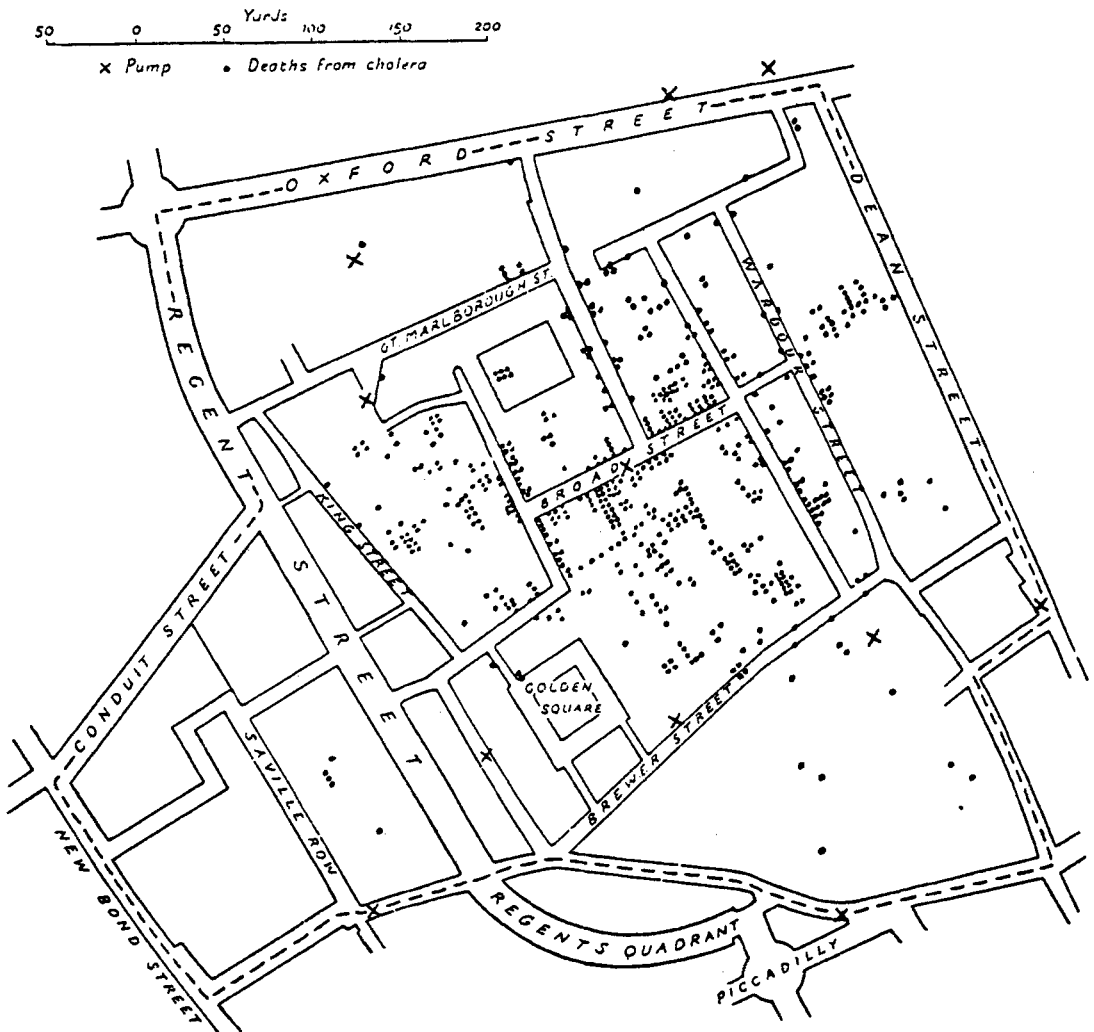 Yards
50 0 50 100 150 200
x Pump • Deaths from cholera
OXFORD STREET
REGENT STREET
DEAN STREET
WARDOUR STREET
GT. MARLBOROUGH ST.
BROAD STREET
KING STREET
CONDUIT STREET
GOLDEN
SQUARE
BREWER STREET
SAVILLE ROW
NEW BOND STREET
REGENTS QUADRANT
PICCADILLY